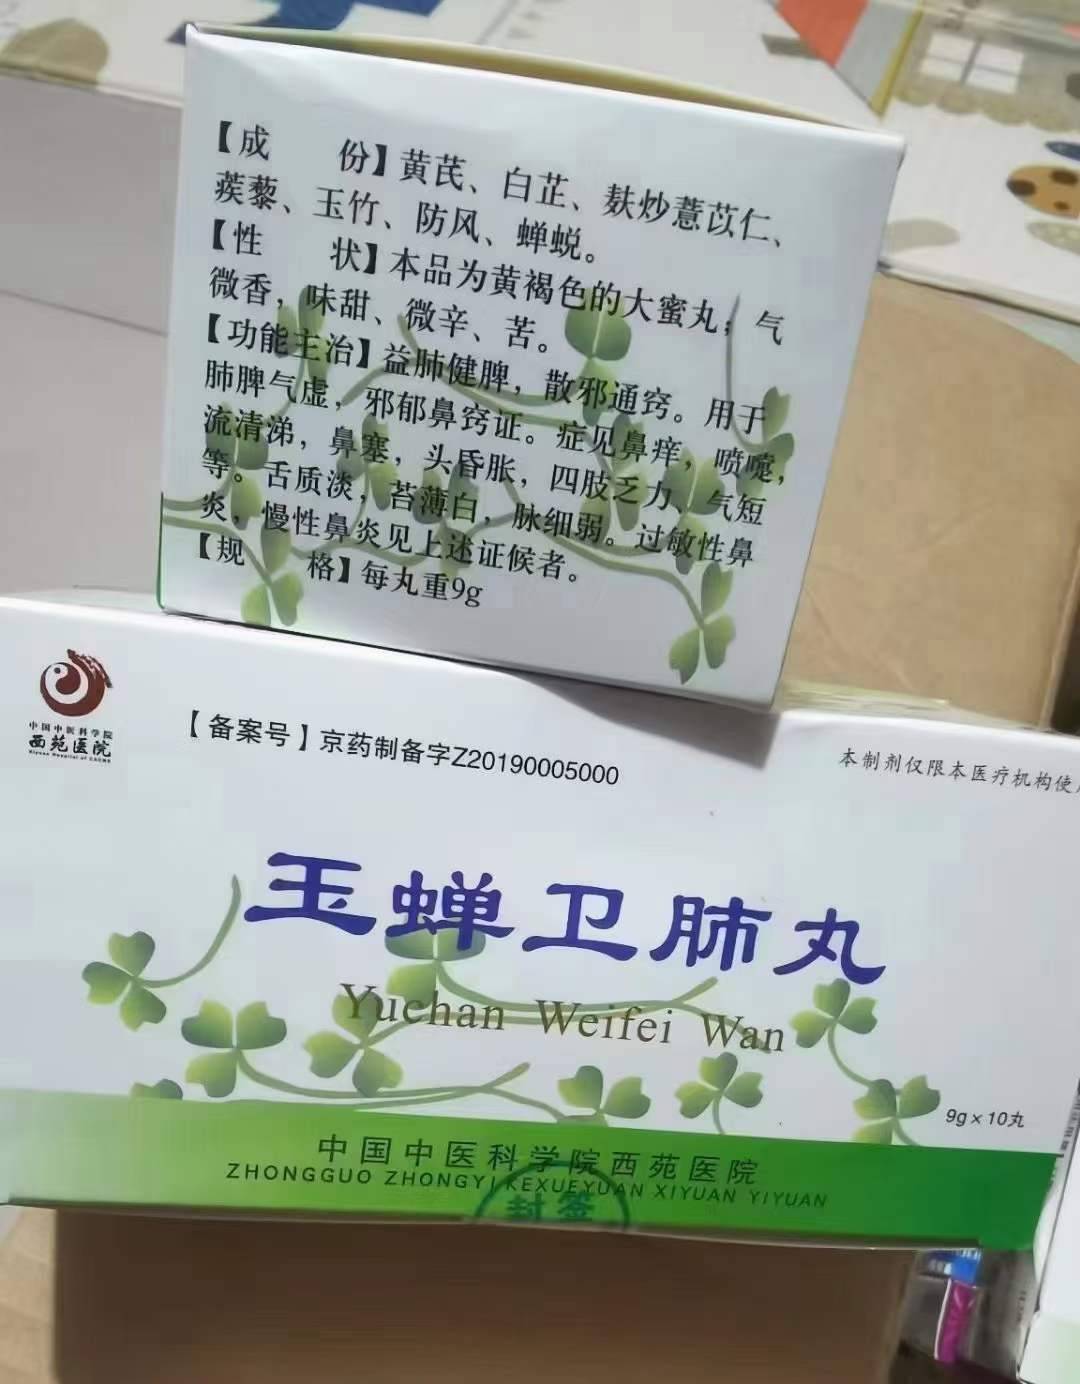 【成 份】黄芪、白芷、麸炒薏苡仁、
蒺藜、玉竹、防风、蝉蜕。
【性 状】本品为黄褐色的大蜜丸；气
微香，味甜、微辛、苦。
【功能主治】益肺健脾，散邪通窍。用于
肺脾气虚，邪郁鼻窍证。症见鼻痒，喷嚏，
流清涕，鼻塞，头昏胀，四肢乏力、气短
等。舌质淡，苔薄白，脉细弱。过敏性鼻
炎，慢性鼻炎见上述证候者。
【规 格】每丸重9g
中国中医科学院
西苑医院
Xiyuan Hospital of CACMS
【备案号】京药制备字Z20190005000
本制剂仅限本医疗机构使
玉蝉卫肺丸
Yuchan Weifei Wan
9g×10丸
中国中医科学院西苑医院
ZHONGGUO ZHONGYI KEXUEYUAN XIYUAN YIYUAN
封签